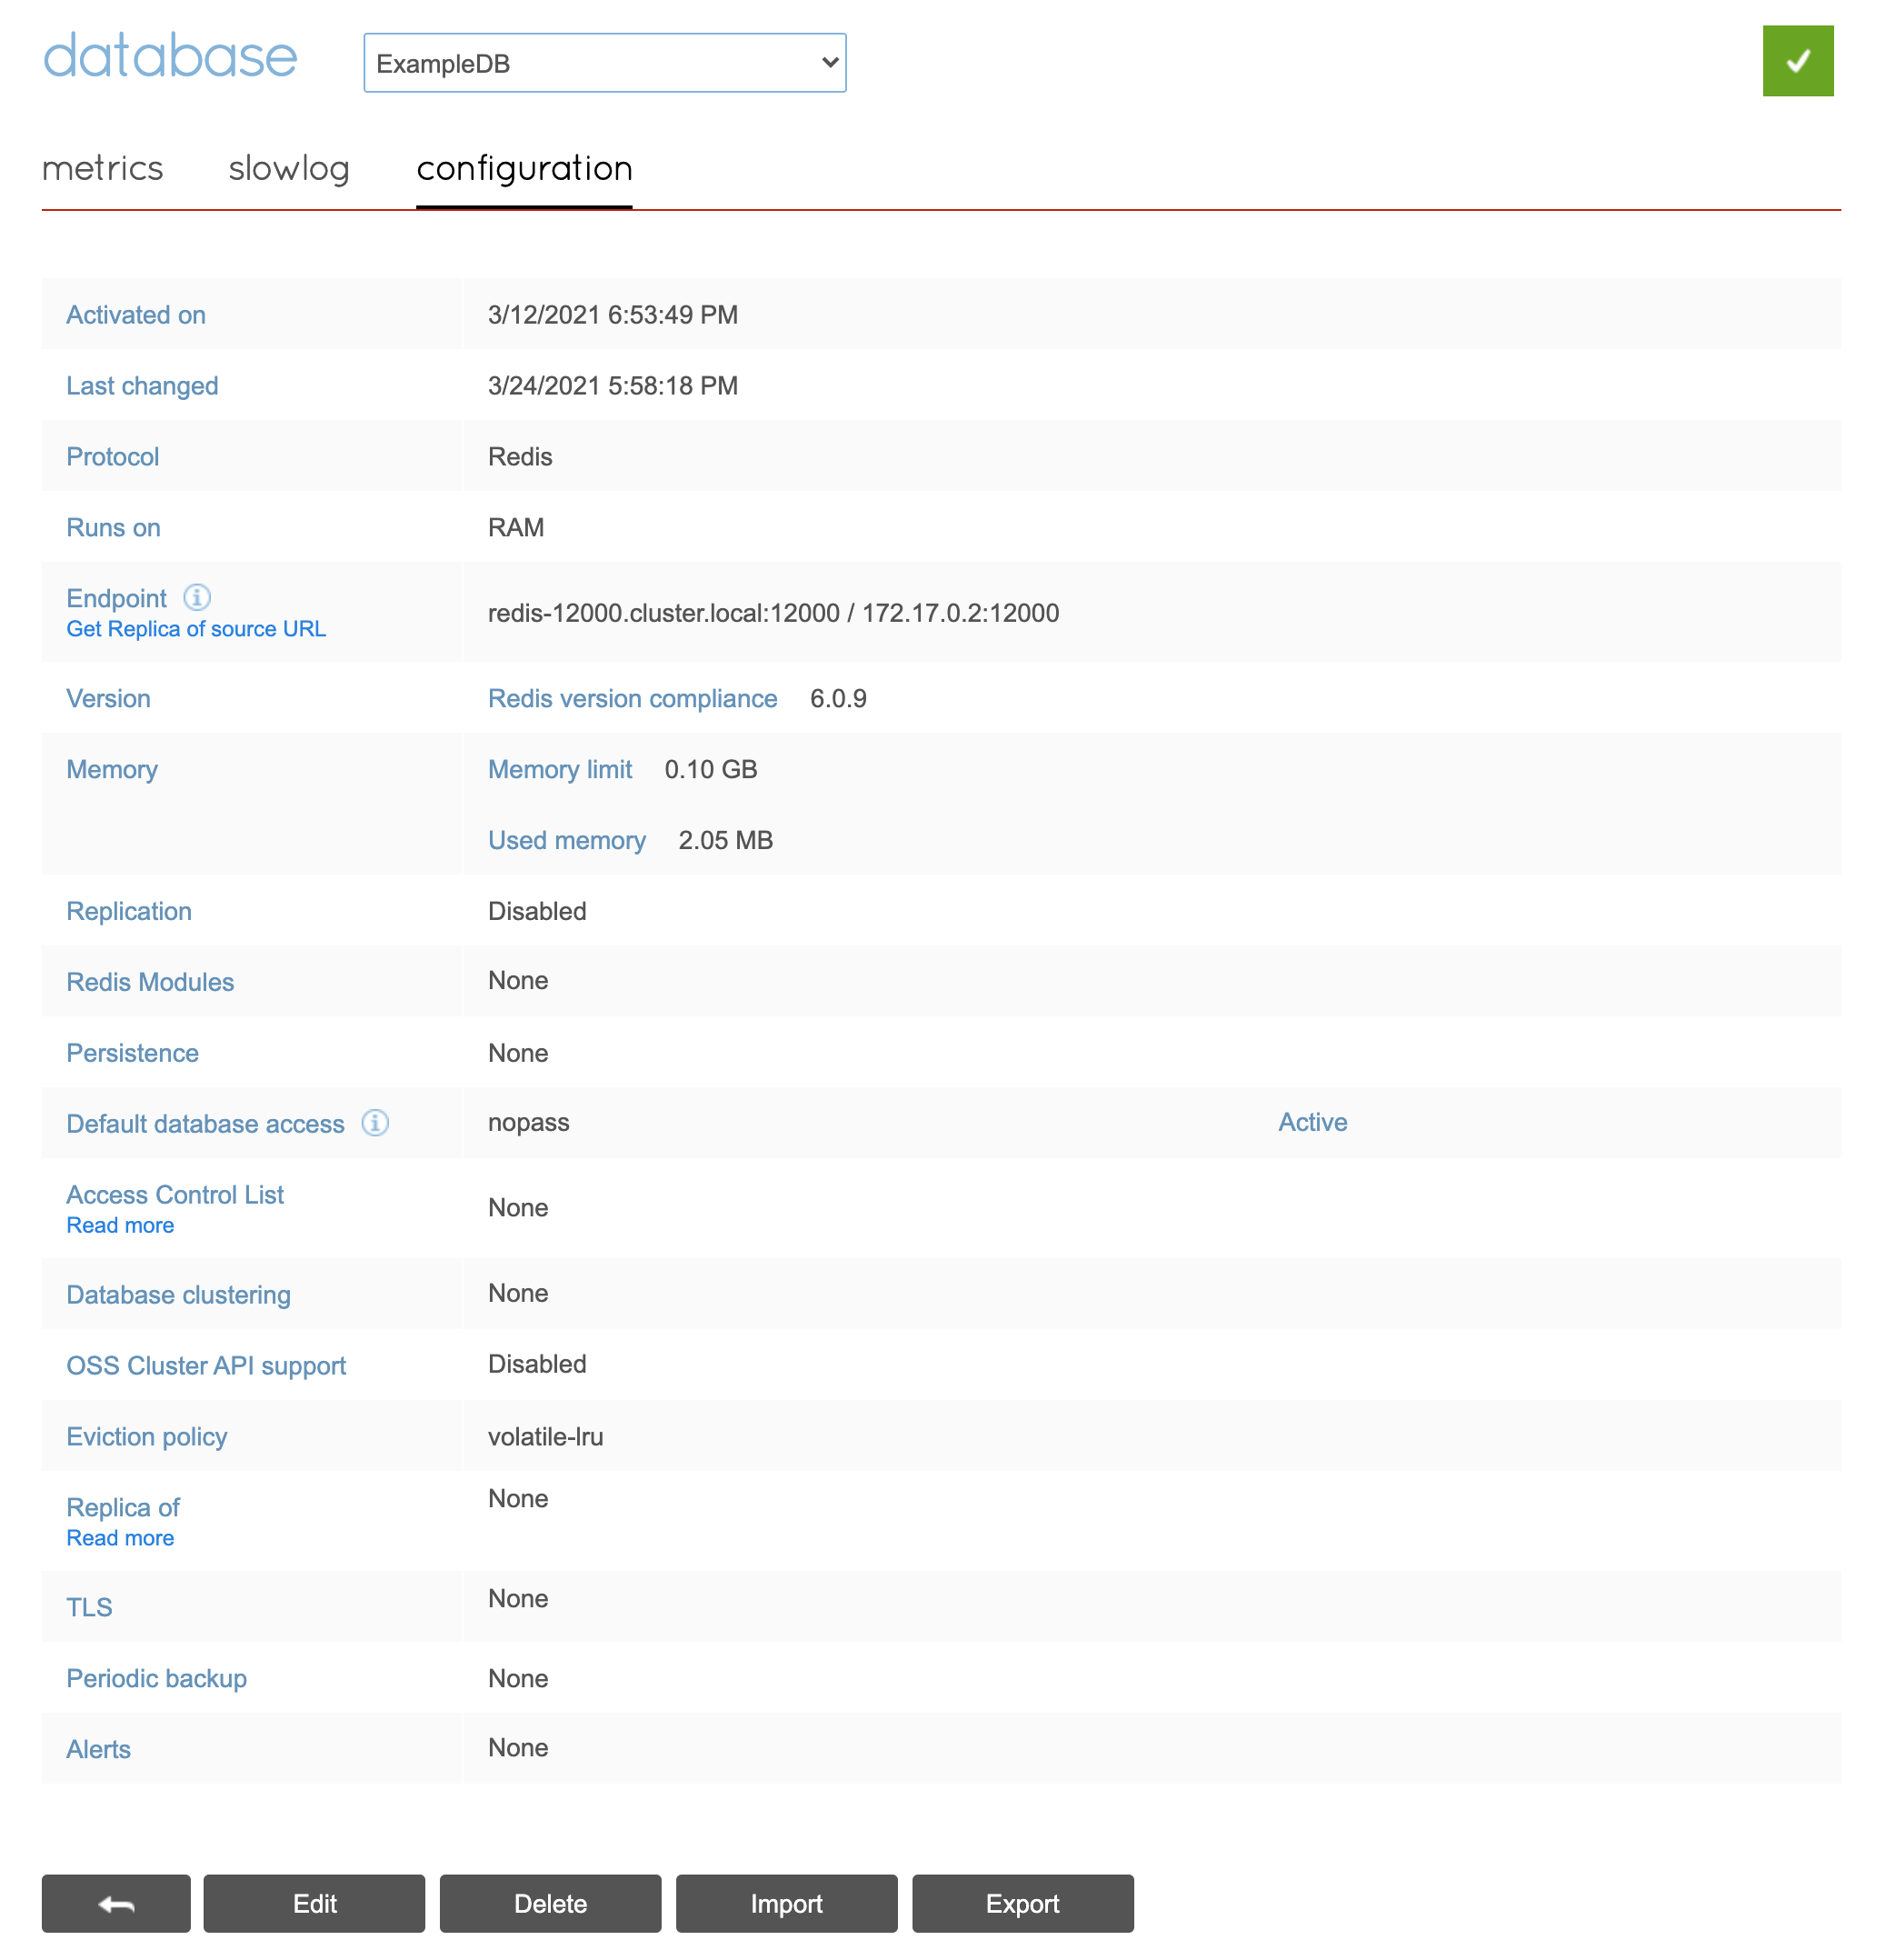 database
ExampleDB
metrics slowlog configuration
Activated on 3/12/2021 6:53:49 PM
Last changed 3/24/2021 5:58:18 PM
Protocol Redis
Runs on RAM
Endpoint
Get Replica of source URL
redis-12000.cluster.local:12000 / 172.17.0.2:12000
Version Redis version compliance 6.0.9
Memory Memory limit 0.10 GB
Used memory 2.05 MB
Replication Disabled
Redis Modules None
Persistence None
Default database access nopass Active
Access Control List
Read more
None
Database clustering None
OSS Cluster API support Disabled
Eviction policy volatile-lru
Replica of None
Read more
TLS None
Periodic backup None
Alerts None
Edit Delete Import Export